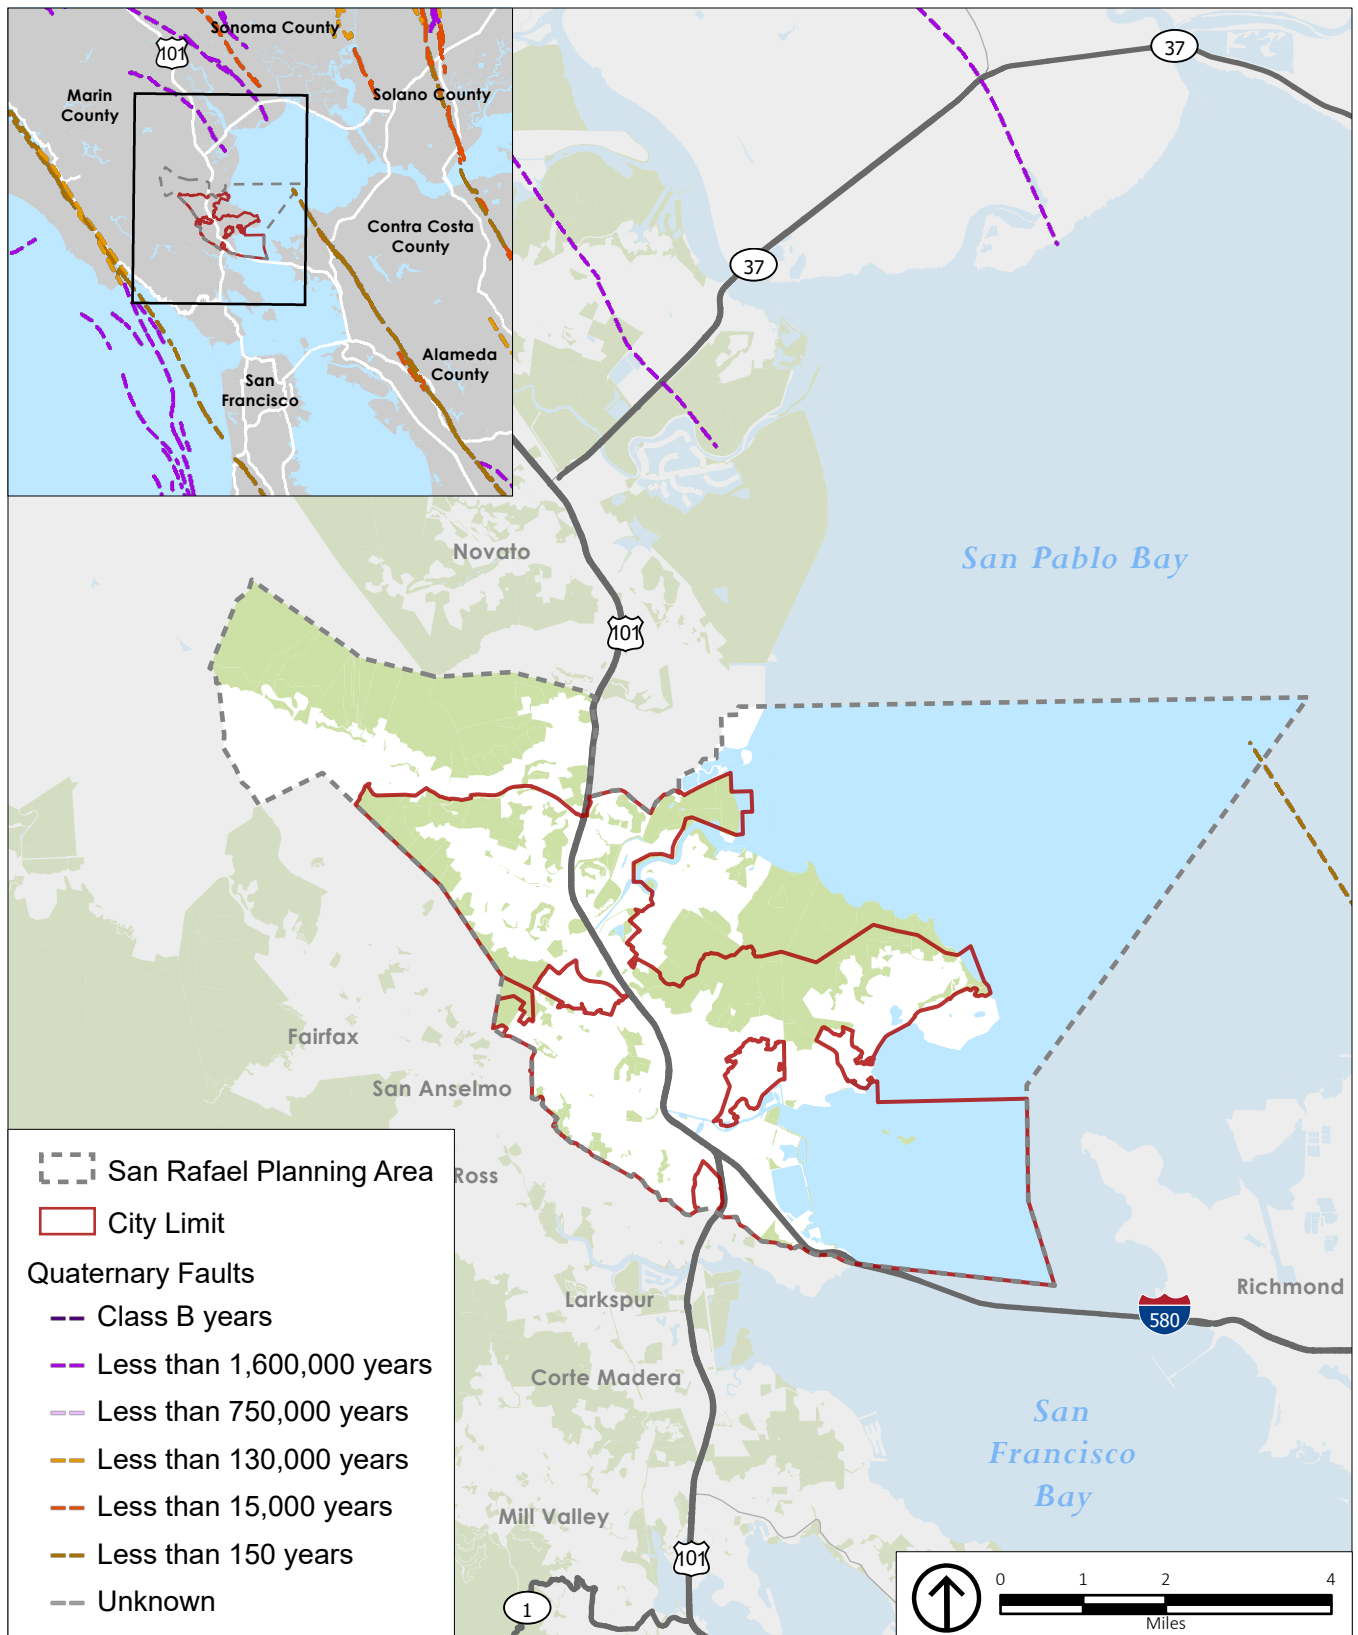 Sonoma County
101
Marin
County
Solano County
Contra Costa
County
Alameda
County
San
Francisco
37
37
Novato
San Pablo Bay
101
Fairfax
San Anselmo
Ross
Larkspur
Richmond
580
Corte Madera
San
Francisco
Bay
Mill Valley
101
1
San Rafael Planning Area
City Limit
Quaternary Faults
Class B years
Less than 1,600,000 years
Less than 750,000 years
Less than 130,000 years
Less than 15,000 years
Less than 150 years
Unknown
0 1 2 4
Miles